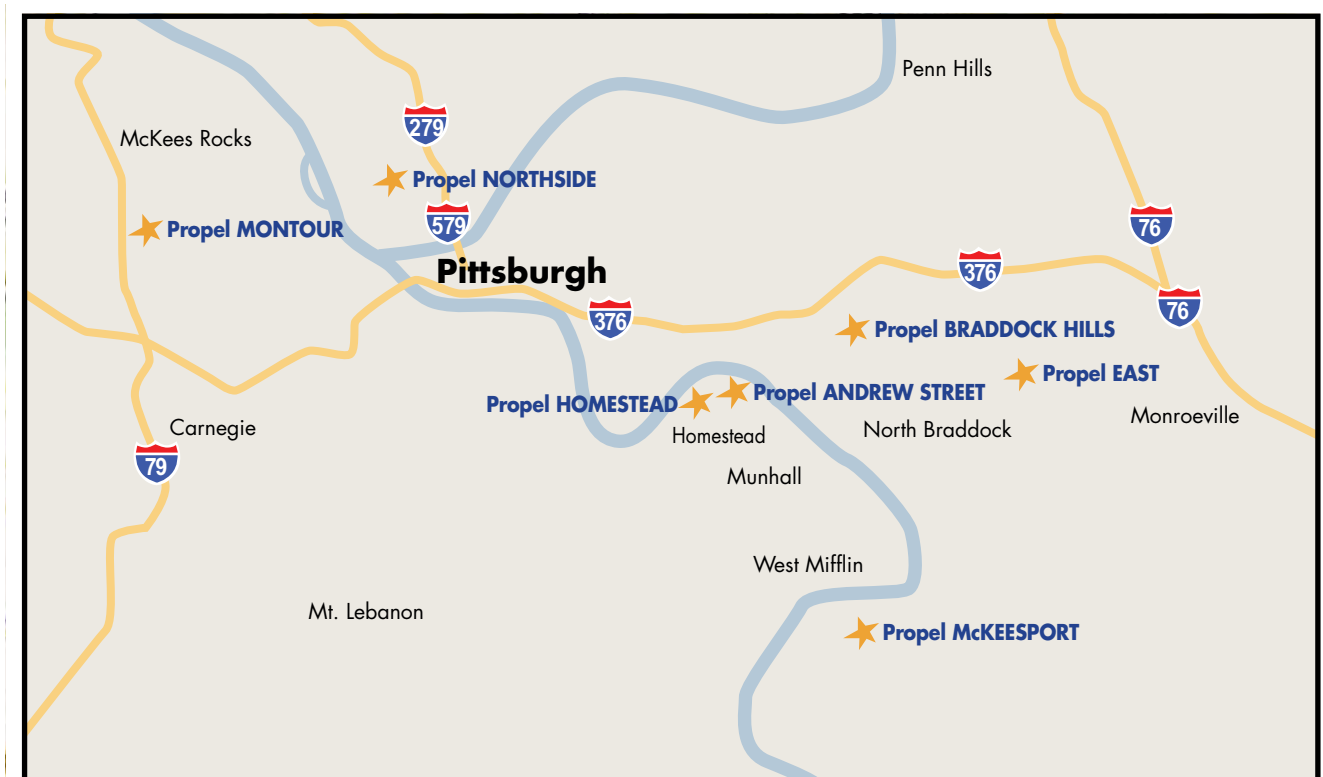 Penn Hills
279
McKees Rocks
Propel NORTHSIDE
579
76
Propel MONTOUR
Pittsburgh
376
76
376
Propel BRADDOCK HILLS
Propel EAST
Propel ANDREW STREET
Propel HOMESTEAD
Monroeville
Carnegie
North Braddock
Homestead
79
Munhall
West Mifflin
Mt. Lebanon
Propel McKEESPORT